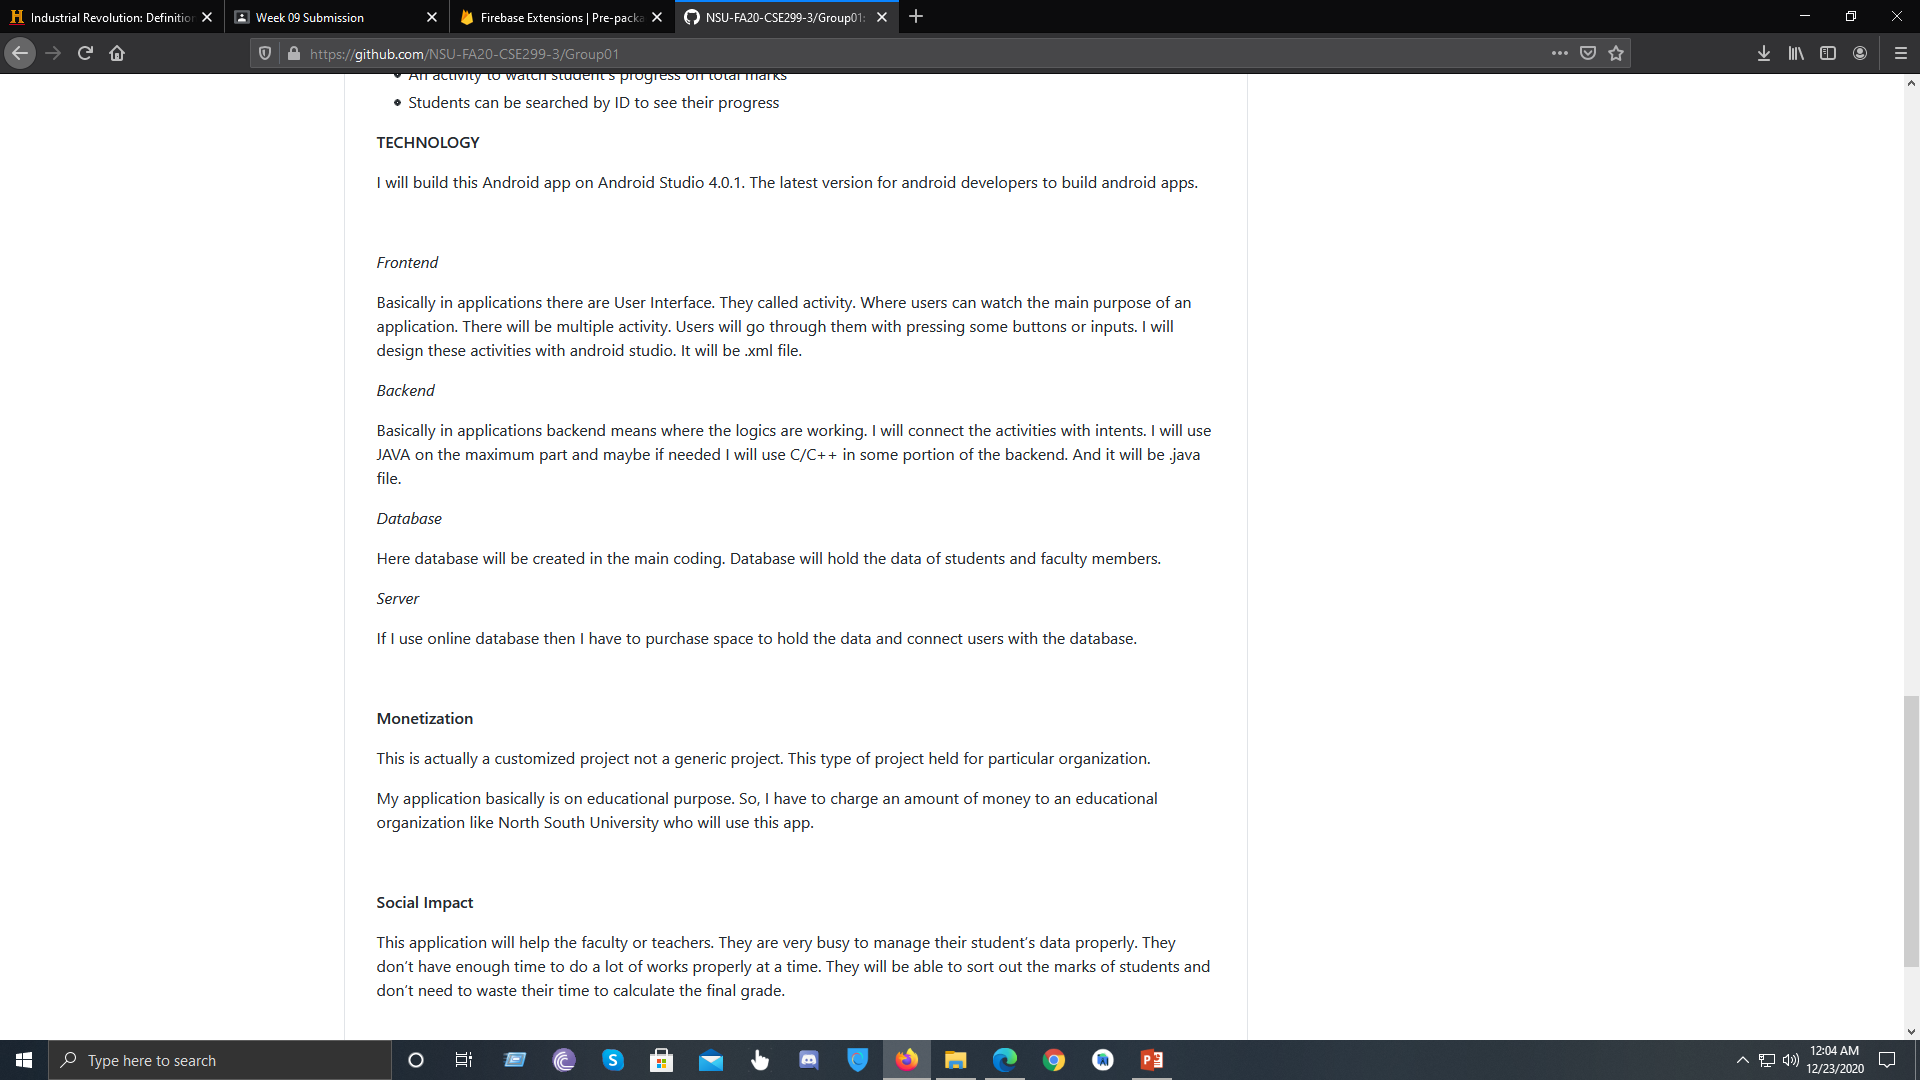 Industrial Revolution: Definition
Week 09 Submission
Firebase Extensions | Pre-packa
NSU-FA20-CSE299-3/Group01:
https://github.com/NSU-FA20-CSE299-3/Group01
An activity to watch student's progress on total marks
Students can be searched by ID to see their progress
TECHNOLOGY
I will build this Android app on Android Studio 4.0.1. The latest version for android developers to build android apps.
Frontend
Basically in applications there are User Interface. They called activity. Where users can watch the main purpose of an
application. There will be multiple activity. Users will go through them with pressing some buttons or inputs. I will
design these activities with android studio. It will be .xml file.
Backend
Basically in applications backend means where the logics are working. I will connect the activities with intents. I will use
JAVA on the maximum part and maybe if needed I will use C/C++ in some portion of the backend. And it will be .java
file.
Database
Here database will be created in the main coding. Database will hold the data of students and faculty members.
Server
If I use online database then I have to purchase space to hold the data and connect users with the database.
Monetization
This is actually a customized project not a generic project. This type of project held for particular organization.
My application basically is on educational purpose. So, I have to charge an amount of money to an educational
organization like North South University who will use this app.
Social Impact
This application will help the faculty or teachers. They are very busy to manage their student's data properly. They
don't have enough time to do a lot of works properly at a time. They will be able to sort out the marks of students and
don't need to waste their time to calculate the final grade.
Type here to search
12:04 AM
12/23/2020